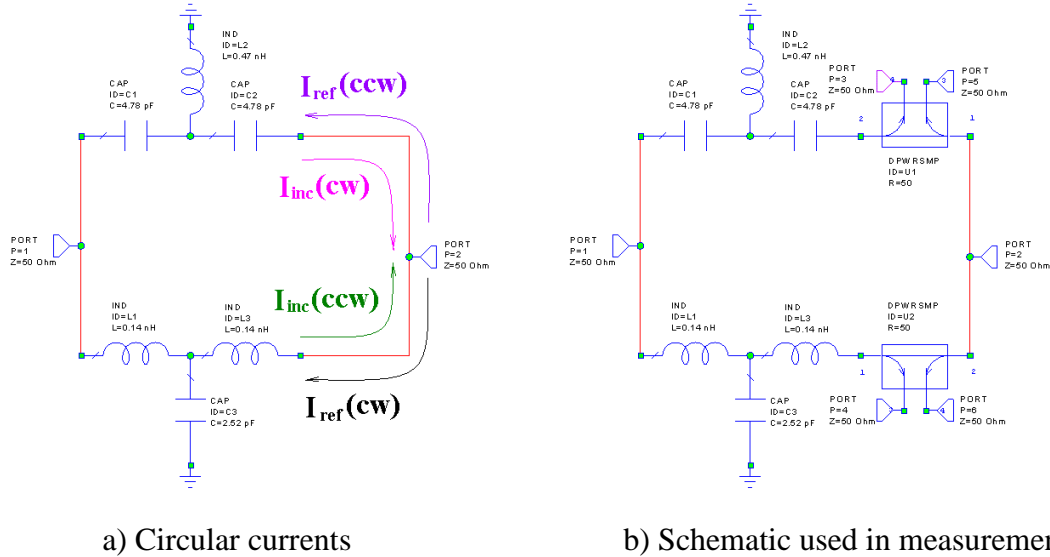 IND
ID=L2
L=0.47 nH
CAP
ID=C1
C=4.78 pF
CAP
ID=C2
C=4.78 pF
Iref(ccw)
Iinc(cw)
PORT
P=1
Z=50 Ohm
PORT
P=2
Z=50 Ohm
Iinc(ccw)
IND
ID=L1
L=0.14 nH
IND
ID=L3
L=0.14 nH
Iref(cw)
CAP
ID=C3
C=2.52 pF
a) Circular currents
IND
ID=L2
L=0.47 nH
CAP
ID=C1
C=4.78 pF
CAP
ID=C2
C=4.78 pF
PORT
P=3
Z=50 Ohm
3
PORT
P=5
Z=50 Ohm
2
1
DPWRSMP
ID=U1
R=50
PORT
P=1
Z=50 Ohm
PORT
P=2
Z=50 Ohm
IND
ID=L1
L=0.14 nH
IND
ID=L3
L=0.14 nH
DPWRSMP
ID=U2
R=50
1
2
PORT
P=4
Z=50 Ohm
4
PORT
P=6
Z=50 Ohm
CAP
ID=C3
C=2.52 pF
b) Schematic used in measuremen